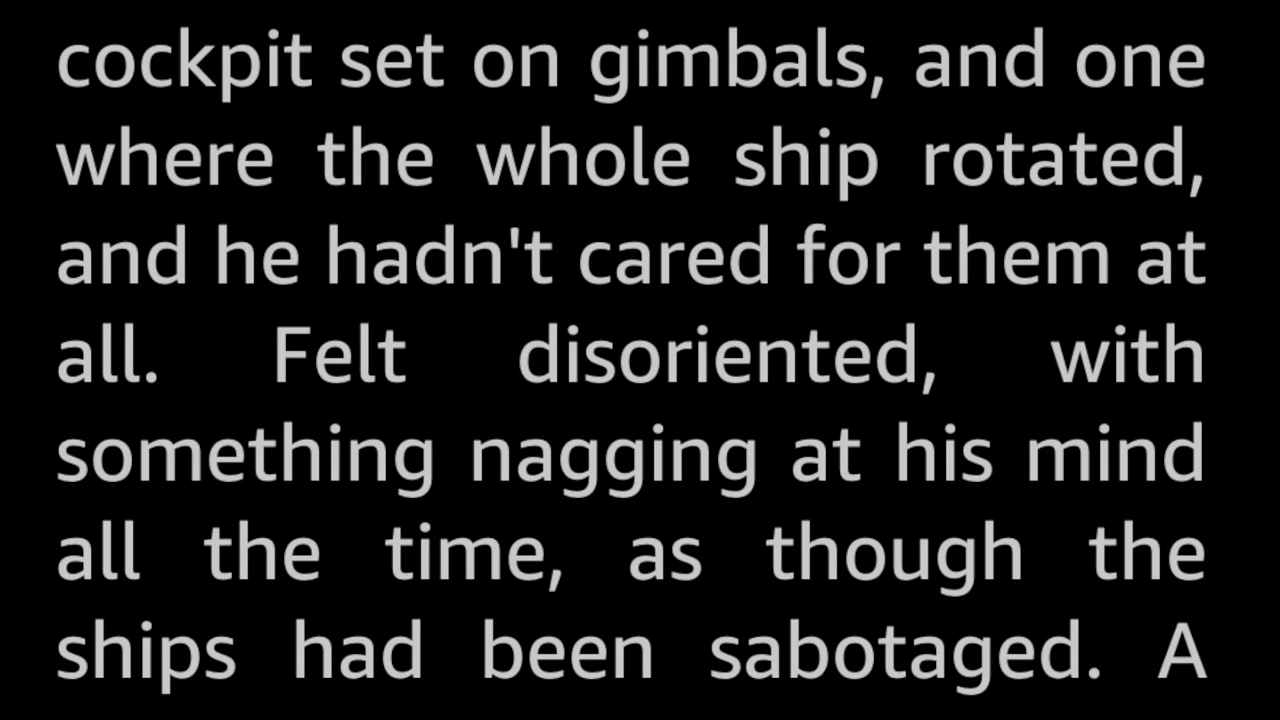 cockpit set on gimbals, and one
where the whole ship rotated,
and he hadn't cared for them at
all. Felt disoriented, with
something nagging at his mind
all the time, as though the
ships had been sabotaged. A